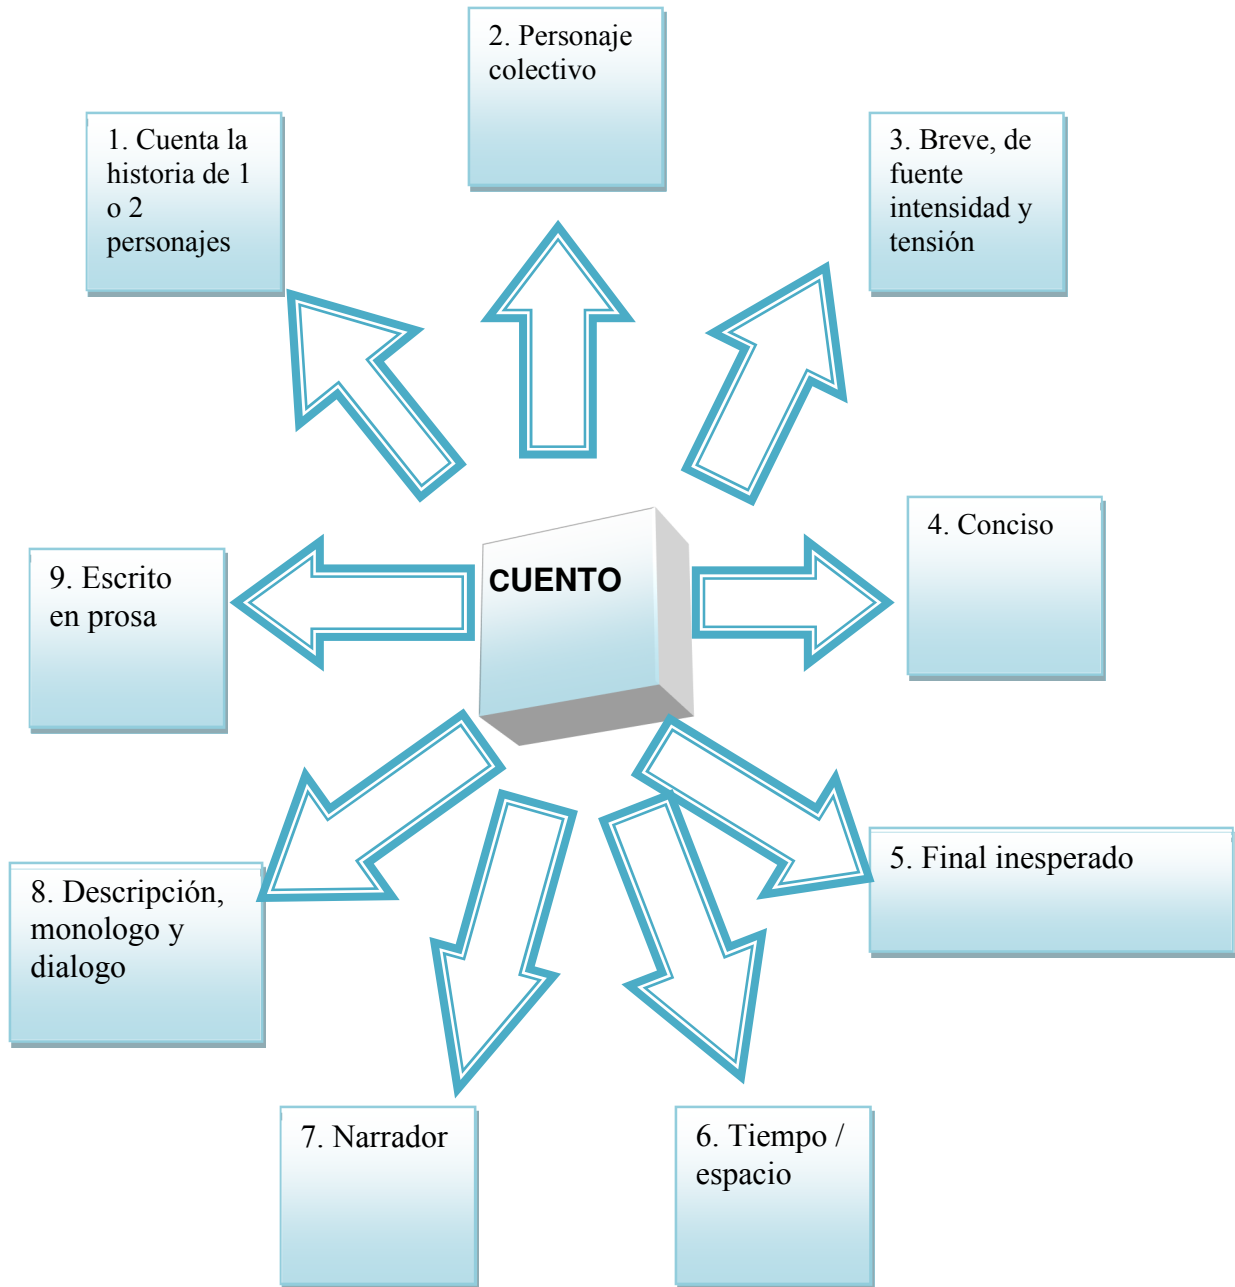 2. Personaje
colectivo
1. Cuenta la
historia de 1
o 2
personajes
3. Breve, de
fuente
intensidad y
tensión
4. Conciso
CUENTO
9. Escrito
en prosa
5. Final inesperado
8. Descripción,
monologo y
dialogo
7. Narrador
6. Tiempo /
espacio